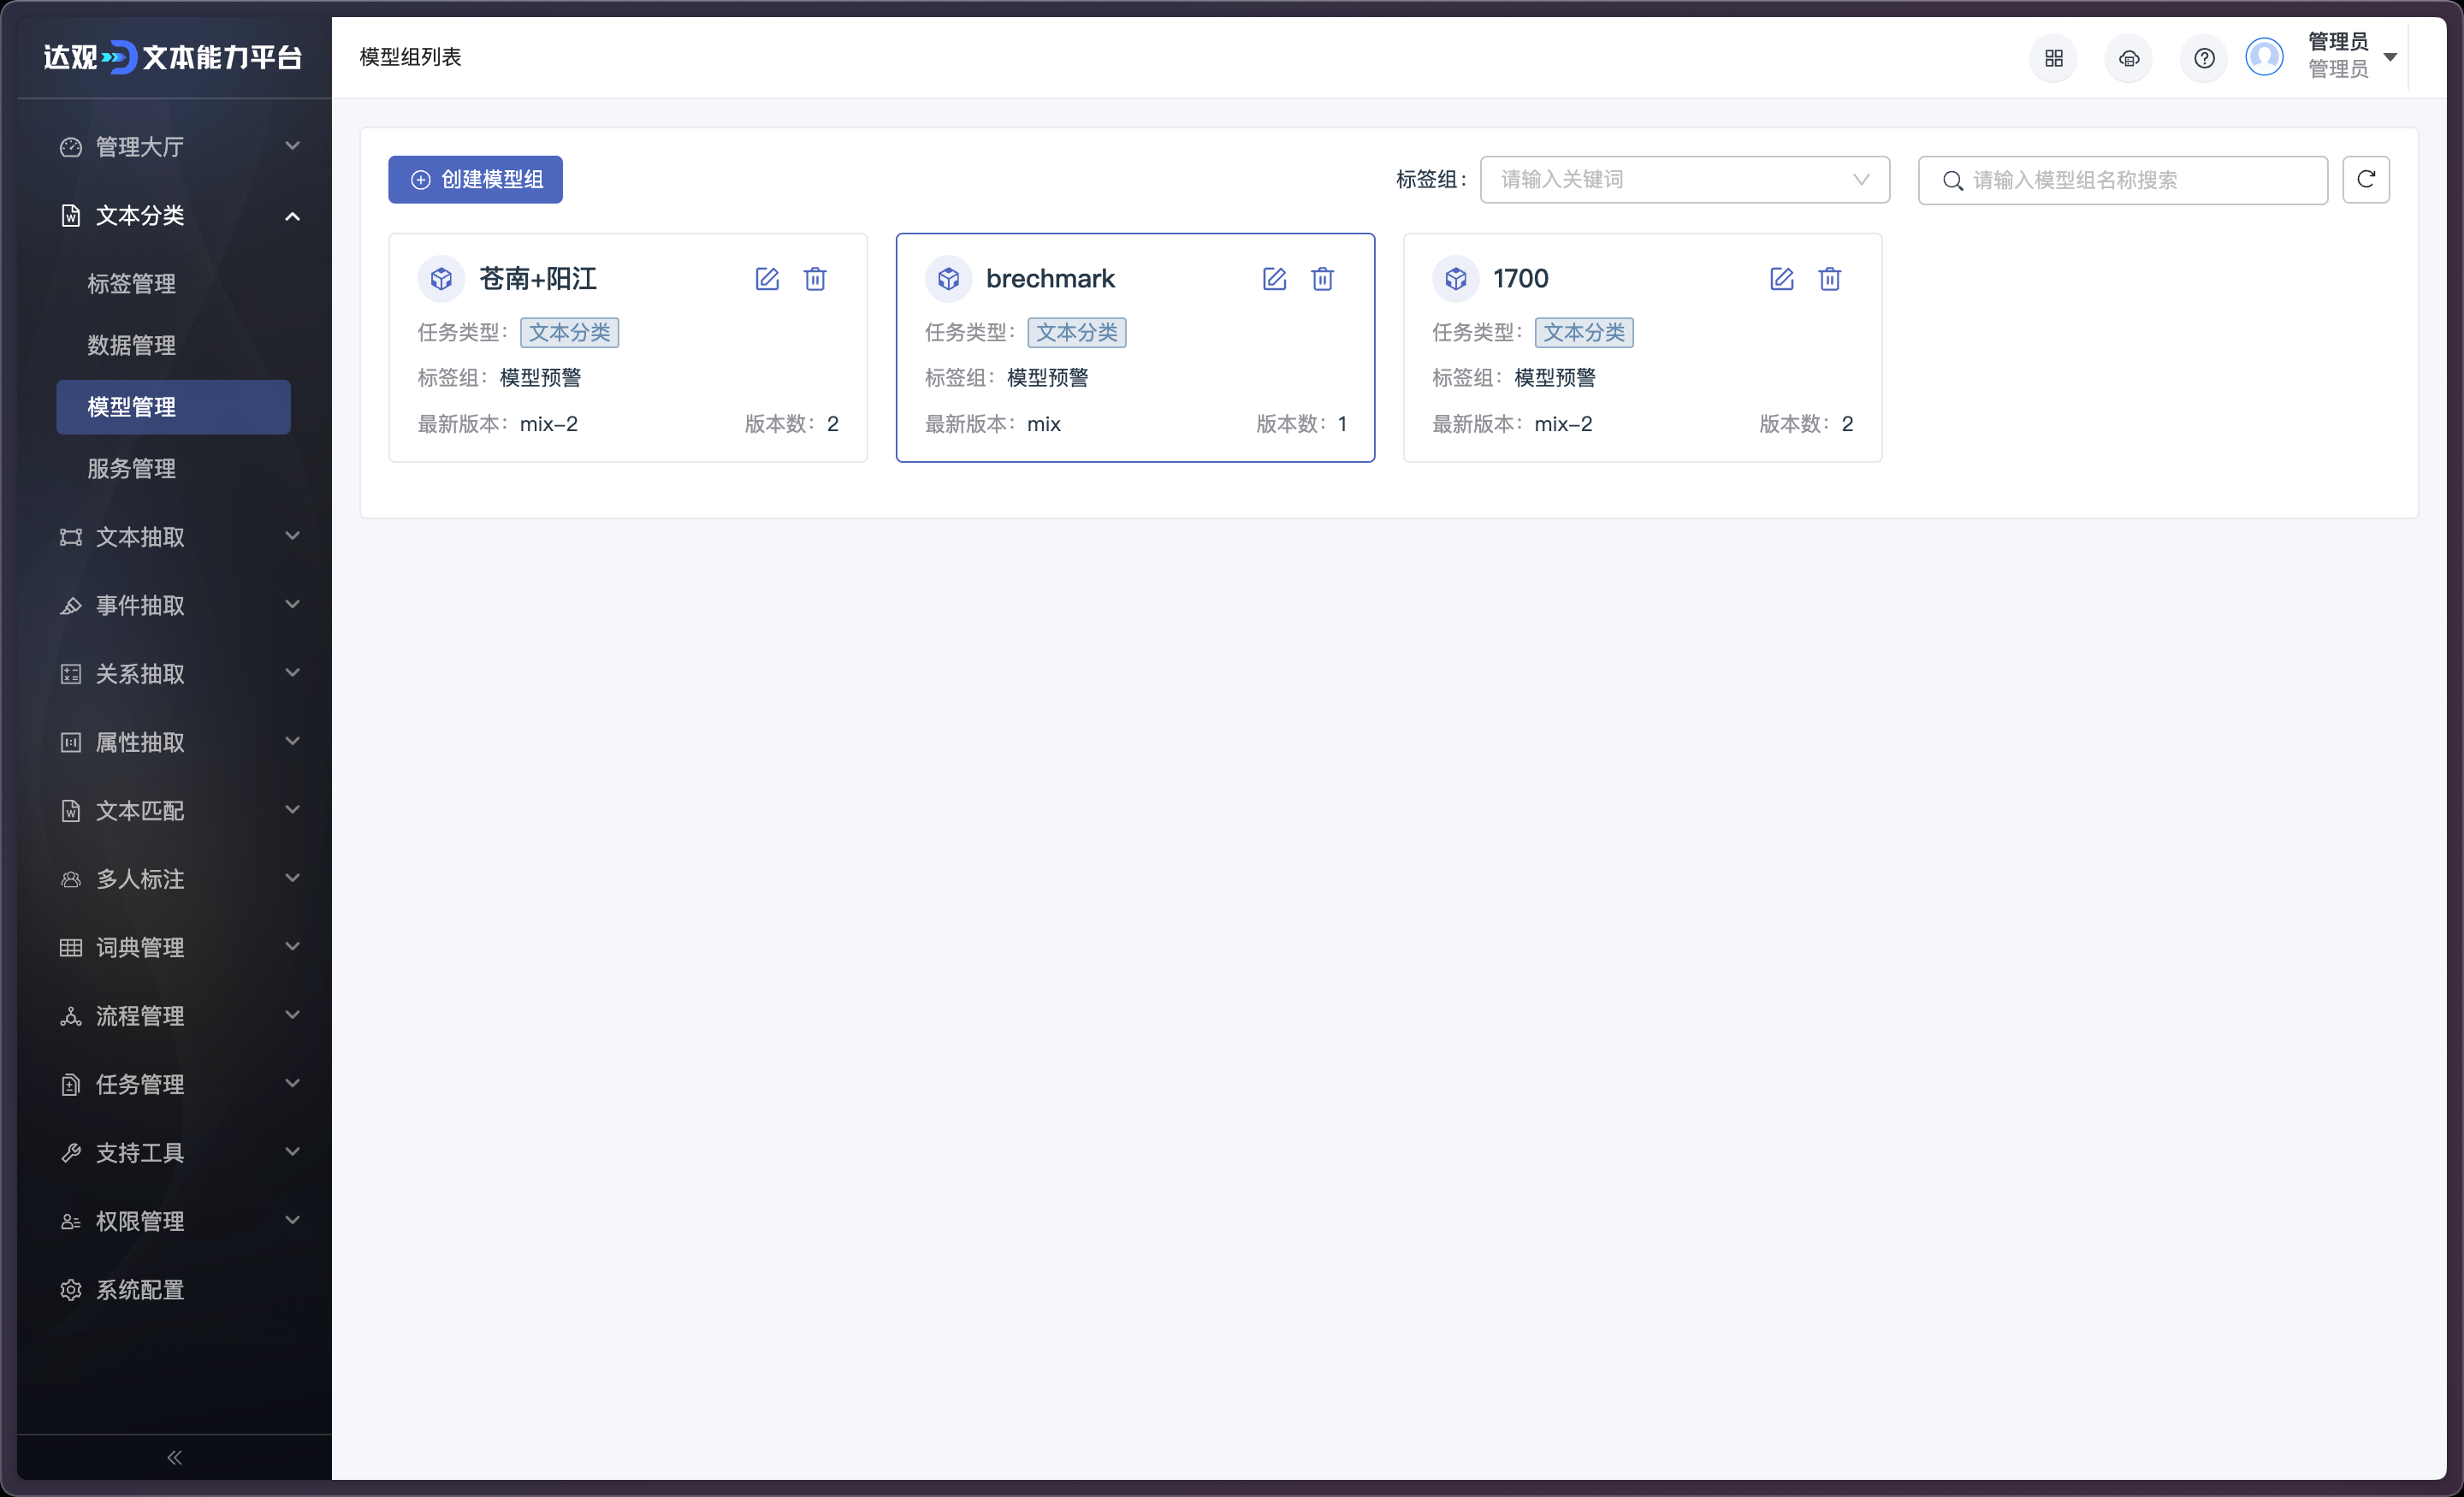 达观 文本能力平台
模型组列表
管理员
管理员
管理大厅
文本分类
标签管理
数据管理
模型管理
服务管理
文本抽取
事件抽取
关系抽取
属性抽取
文本匹配
多人标注
词典管理
流程管理
任务管理
支持工具
权限管理
系统配置
创建模型组
标签组：
请输入关键词
请输入模型组名称搜索
苍南+阳江
任务类型： 文本分类
标签组： 模型预警
最新版本： mix-2 版本数： 2
brechmark
任务类型： 文本分类
标签组： 模型预警
最新版本： mix 版本数： 1
1700
任务类型： 文本分类
标签组： 模型预警
最新版本： mix-2 版本数： 2